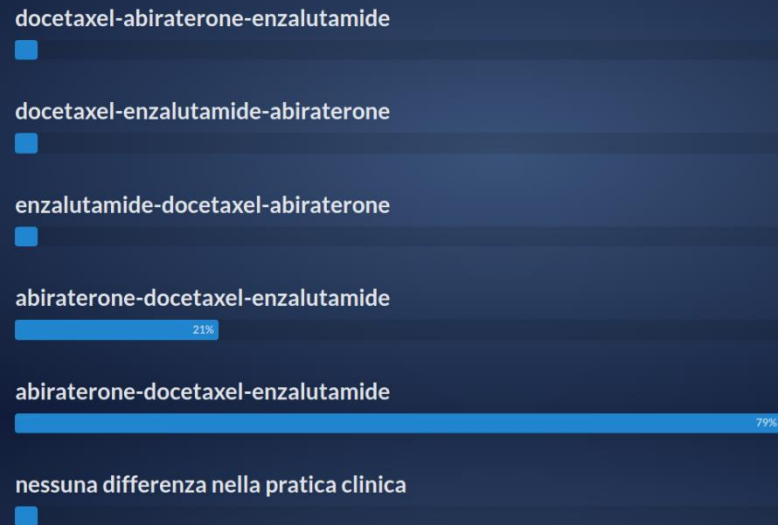 docetaxel-abiraterone-enzalutamide
docetaxel-enzalutamide-abiraterone
enzalutamide-docetaxel-abiraterone
abiraterone-docetaxel-enzalutamide
21%
abiraterone-docetaxel-enzalutamide
79%
nessuna differenza nella pratica clinica